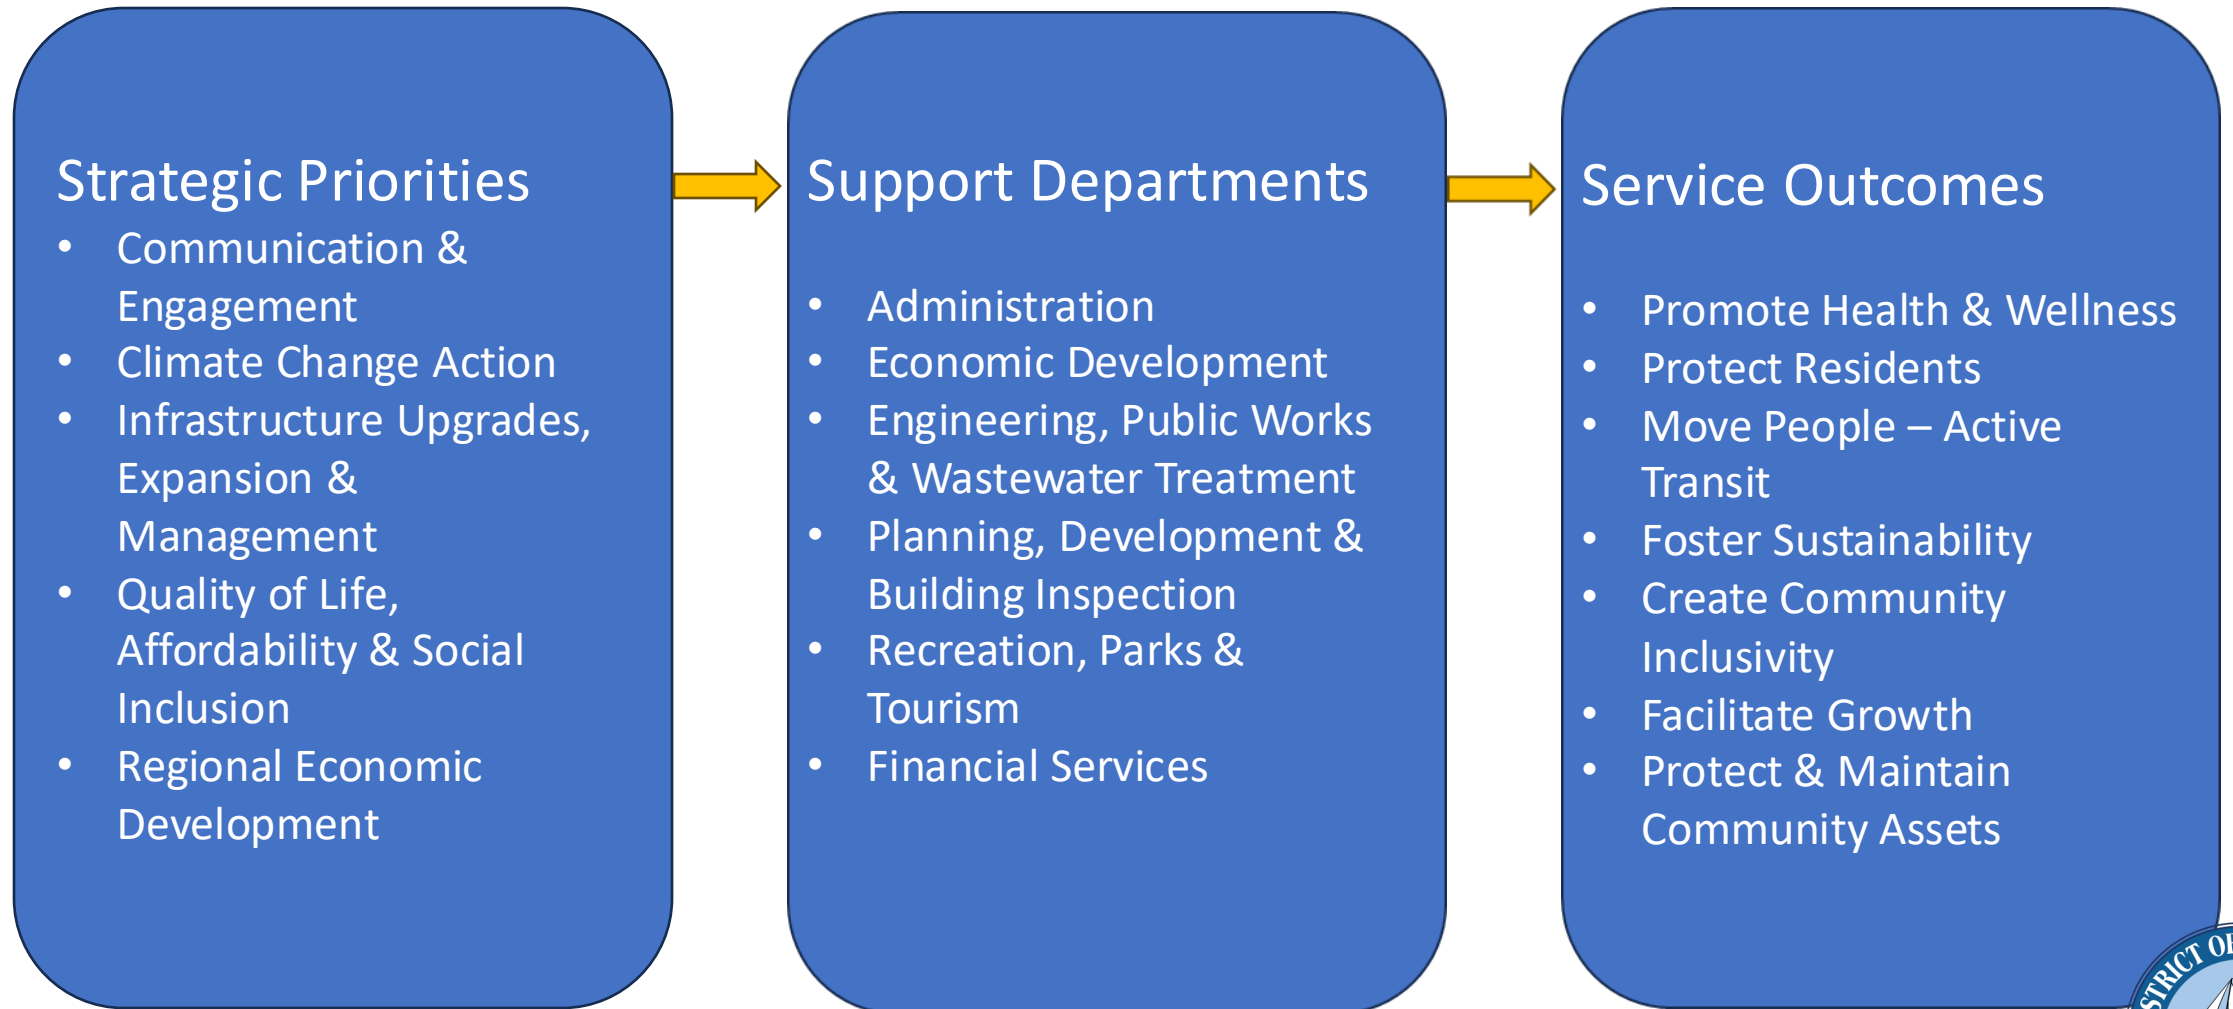 Strategic Priorities
• Communication &
Engagement
• Climate Change Action
• Infrastructure Upgrades,
Expansion &
Management
• Quality of Life,
Affordability & Social
Inclusion
• Regional Economic
Development
Support Departments
• Administration
• Economic Development
• Engineering, Public Works
& Wastewater Treatment
• Planning, Development &
Building Inspection
• Recreation, Parks &
Tourism
• Financial Services
Service Outcomes
• Promote Health & Wellness
• Protect Residents
• Move People – Active
Transit
• Foster Sustainability
• Create Community
Inclusivity
• Facilitate Growth
• Protect & Maintain
Community Assets